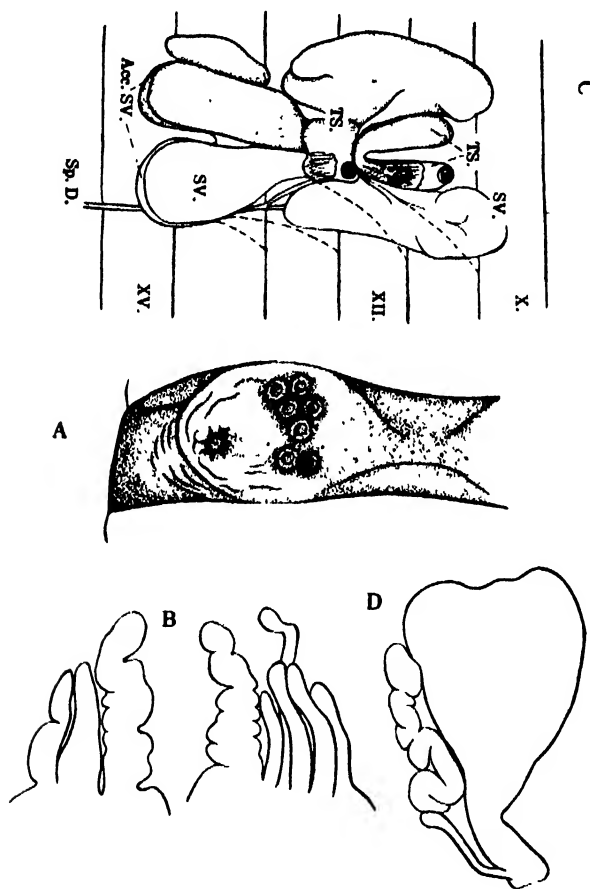 C
X.
XII.
XV.
SV.
TS.
TS.
SV.
Acc. SV.
Sp. D.
A
B
D